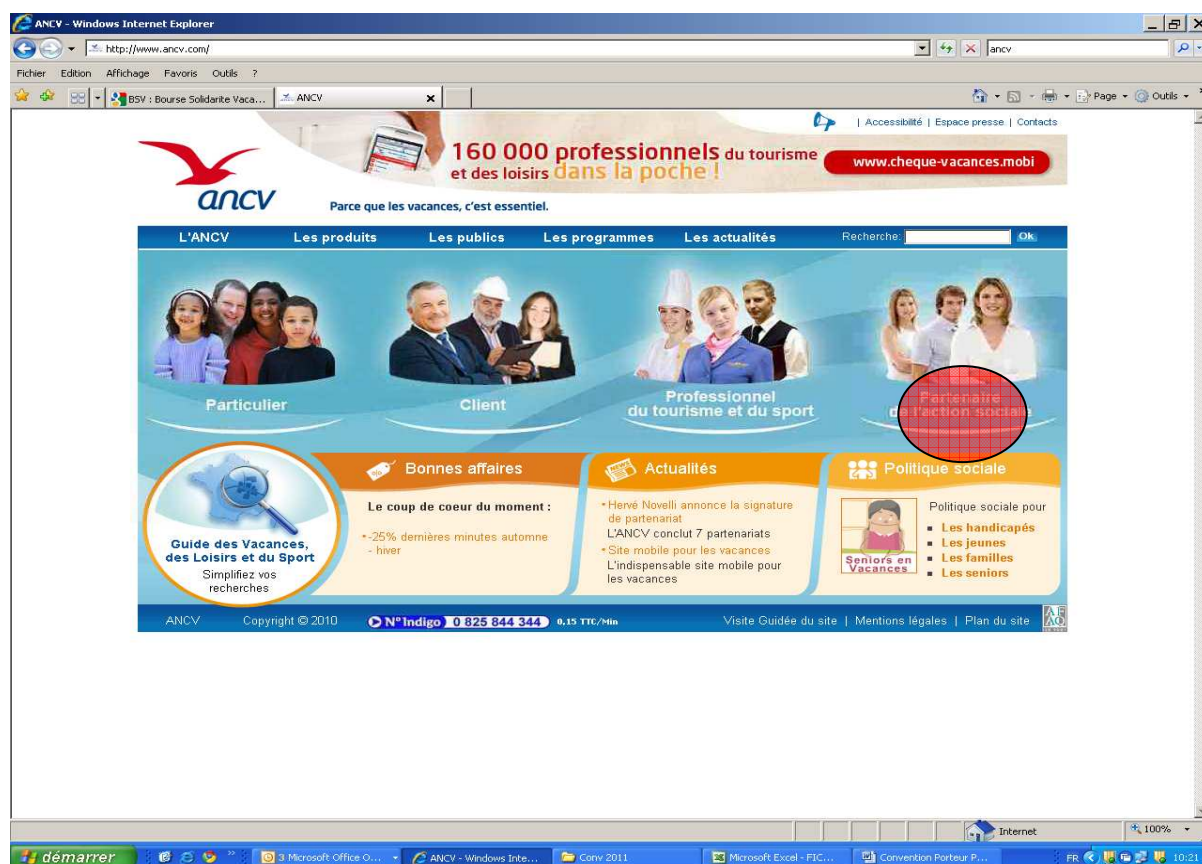 ANCV - Windows Internet Explorer
http://www.ancv.com/
ancv
Fichier Edition Affichage Favoris Outils ?
BSV : Bourse Solidarite Vaca...
ANCV
Page
Outils
| Accessibilité | Espace presse | Contacts
160 000 professionnels du tourisme
et des loisirs dans la poche !
www.cheque-vacances.mobi
ancv
Parce que les vacances, c'est essentiel.
L'ANCV Les produits Les publics Les programmes Les actualités Recherche: Ok
Particulier
Client
Professionnel
du tourisme et du sport
Partenaire
de l'action sociale
Guide des Vacances,
des Loisirs et du Sport
Simplifiez vos
recherches
Bonnes affaires
Le coup de coeur du moment :
-25% dernières minutes automne
- hiver
NEWS
Actualités
Hervé Novelli annonce la signature
de partenariat
L'ANCV conclut 7 partenariats
Site mobile pour les vacances
L'indispensable site mobile pour
les vacances
Politique sociale
Seniors en
Vacances
Politique sociale pour
Les handicapés
Les jeunes
Les familles
Les seniors
ANCV Copyright © 2010 N° Indigo 0 825 844 344 0,15 TTC/Min Visite Guidée du site | Mentions légales | Plan du site
Internet 100%
démarrer 3 Microsoft Office O... ANCV - Windows Inte... Conv 2011 Microsoft Excel - FIC... Convention Porteur P... FR 10:21